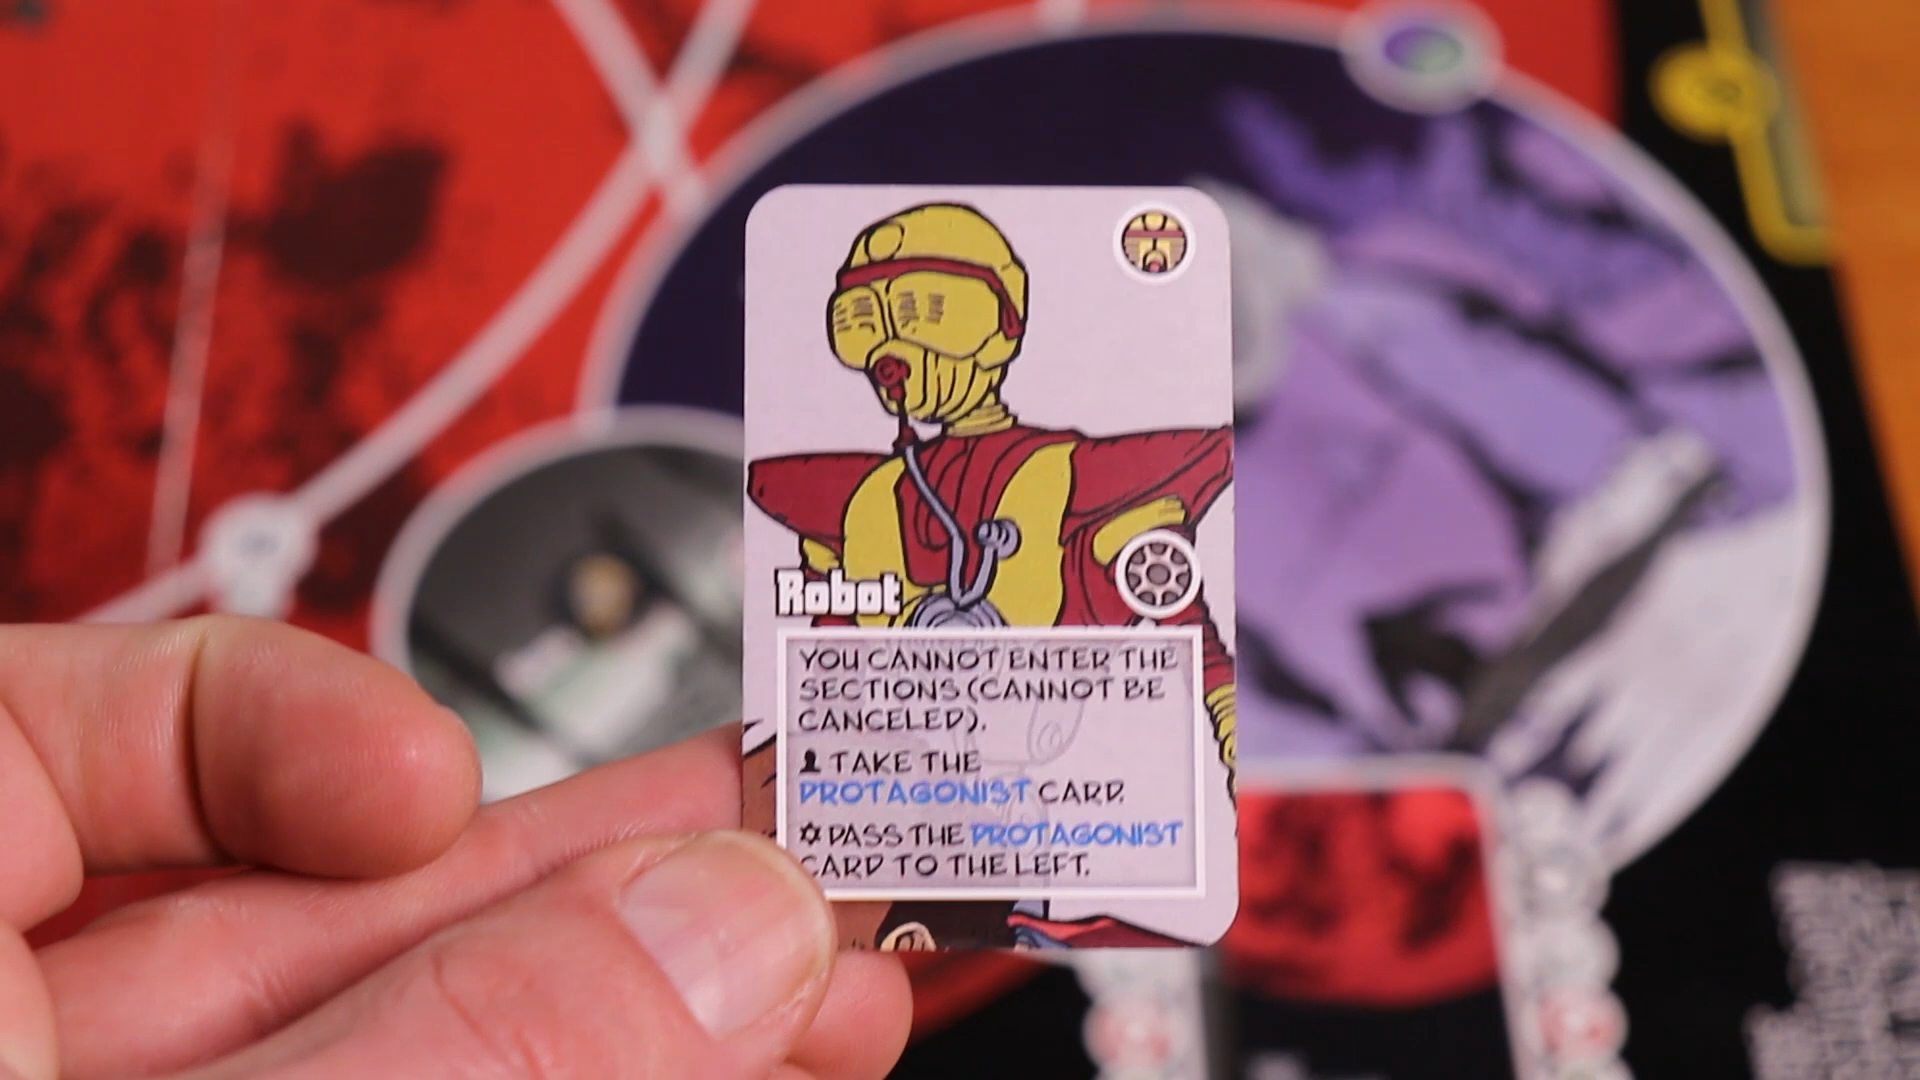 Robot
YOU CANNOT ENTER THE
SECTIONS (CANNOT BE
CANCELED).
TAKE THE
PROTAGONIST CARD.
PASS THE PROTAGONIST
CARD TO THE LEFT.